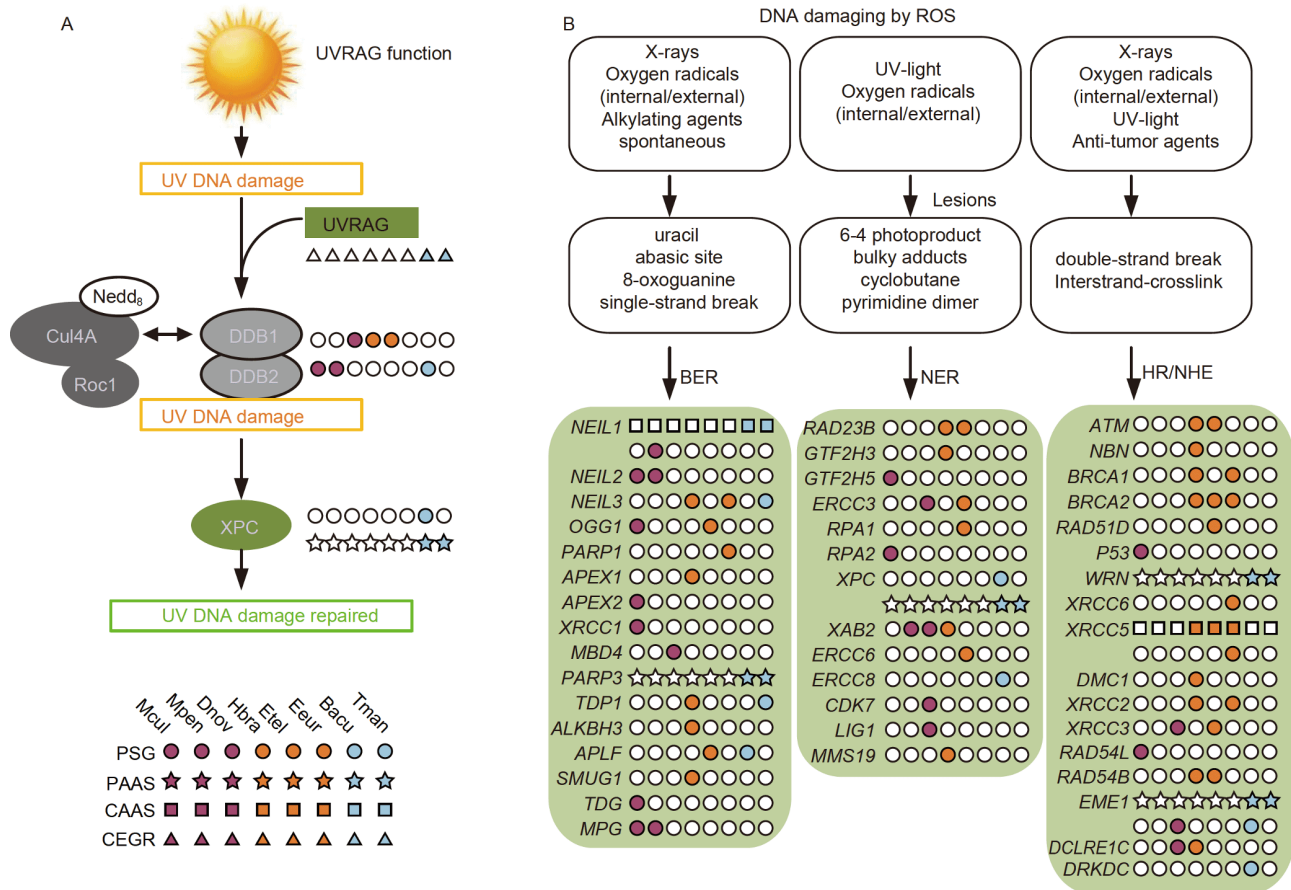 A
UVRAG function
UV DNA damage
UVRAG
Nedd8
Cul4A
Roc1
DDB1
DDB2
UV DNA damage
XPC
UV DNA damage repaired
Mcul
Mpen
Dnov
Hbra
Etel
Eeur
Bacu
Tman
PSG
PAAS
CAAS
CEGR
B
DNA damaging by ROS
X-rays
Oxygen radicals
(internal/external)
Alkylating agents
spontaneous
UV-light
Oxygen radicals
(internal/external)
X-rays
Oxygen radicals
(internal/external)
UV-light
Anti-tumor agents
Lesions
uracil
abasic site
8-oxoguanine
single-strand break
6-4 photoproduct
bulky adducts
cyclobutane
pyrimidine dimer
double-strand break
Interstrand-crosslink
BER
NER
HR/NHE
NEIL1
NEIL2
NEIL3
OGG1
PARP1
APEX1
APEX2
XRCC1
MBD4
PARP3
TDP1
ALKBH3
APLF
SMUG1
TDG
MPG
RAD23B
GTF2H3
GTF2H5
ERCC3
RPA1
RPA2
XPC
XAB2
ERCC6
ERCC8
CDK7
LIG1
MMS19
ATM
NBN
BRCA1
BRCA2
RAD51D
P53
WRN
XRCC6
XRCC5
DMC1
XRCC2
XRCC3
RAD54L
RAD54B
EME1
DCLRE1C
DRKDC